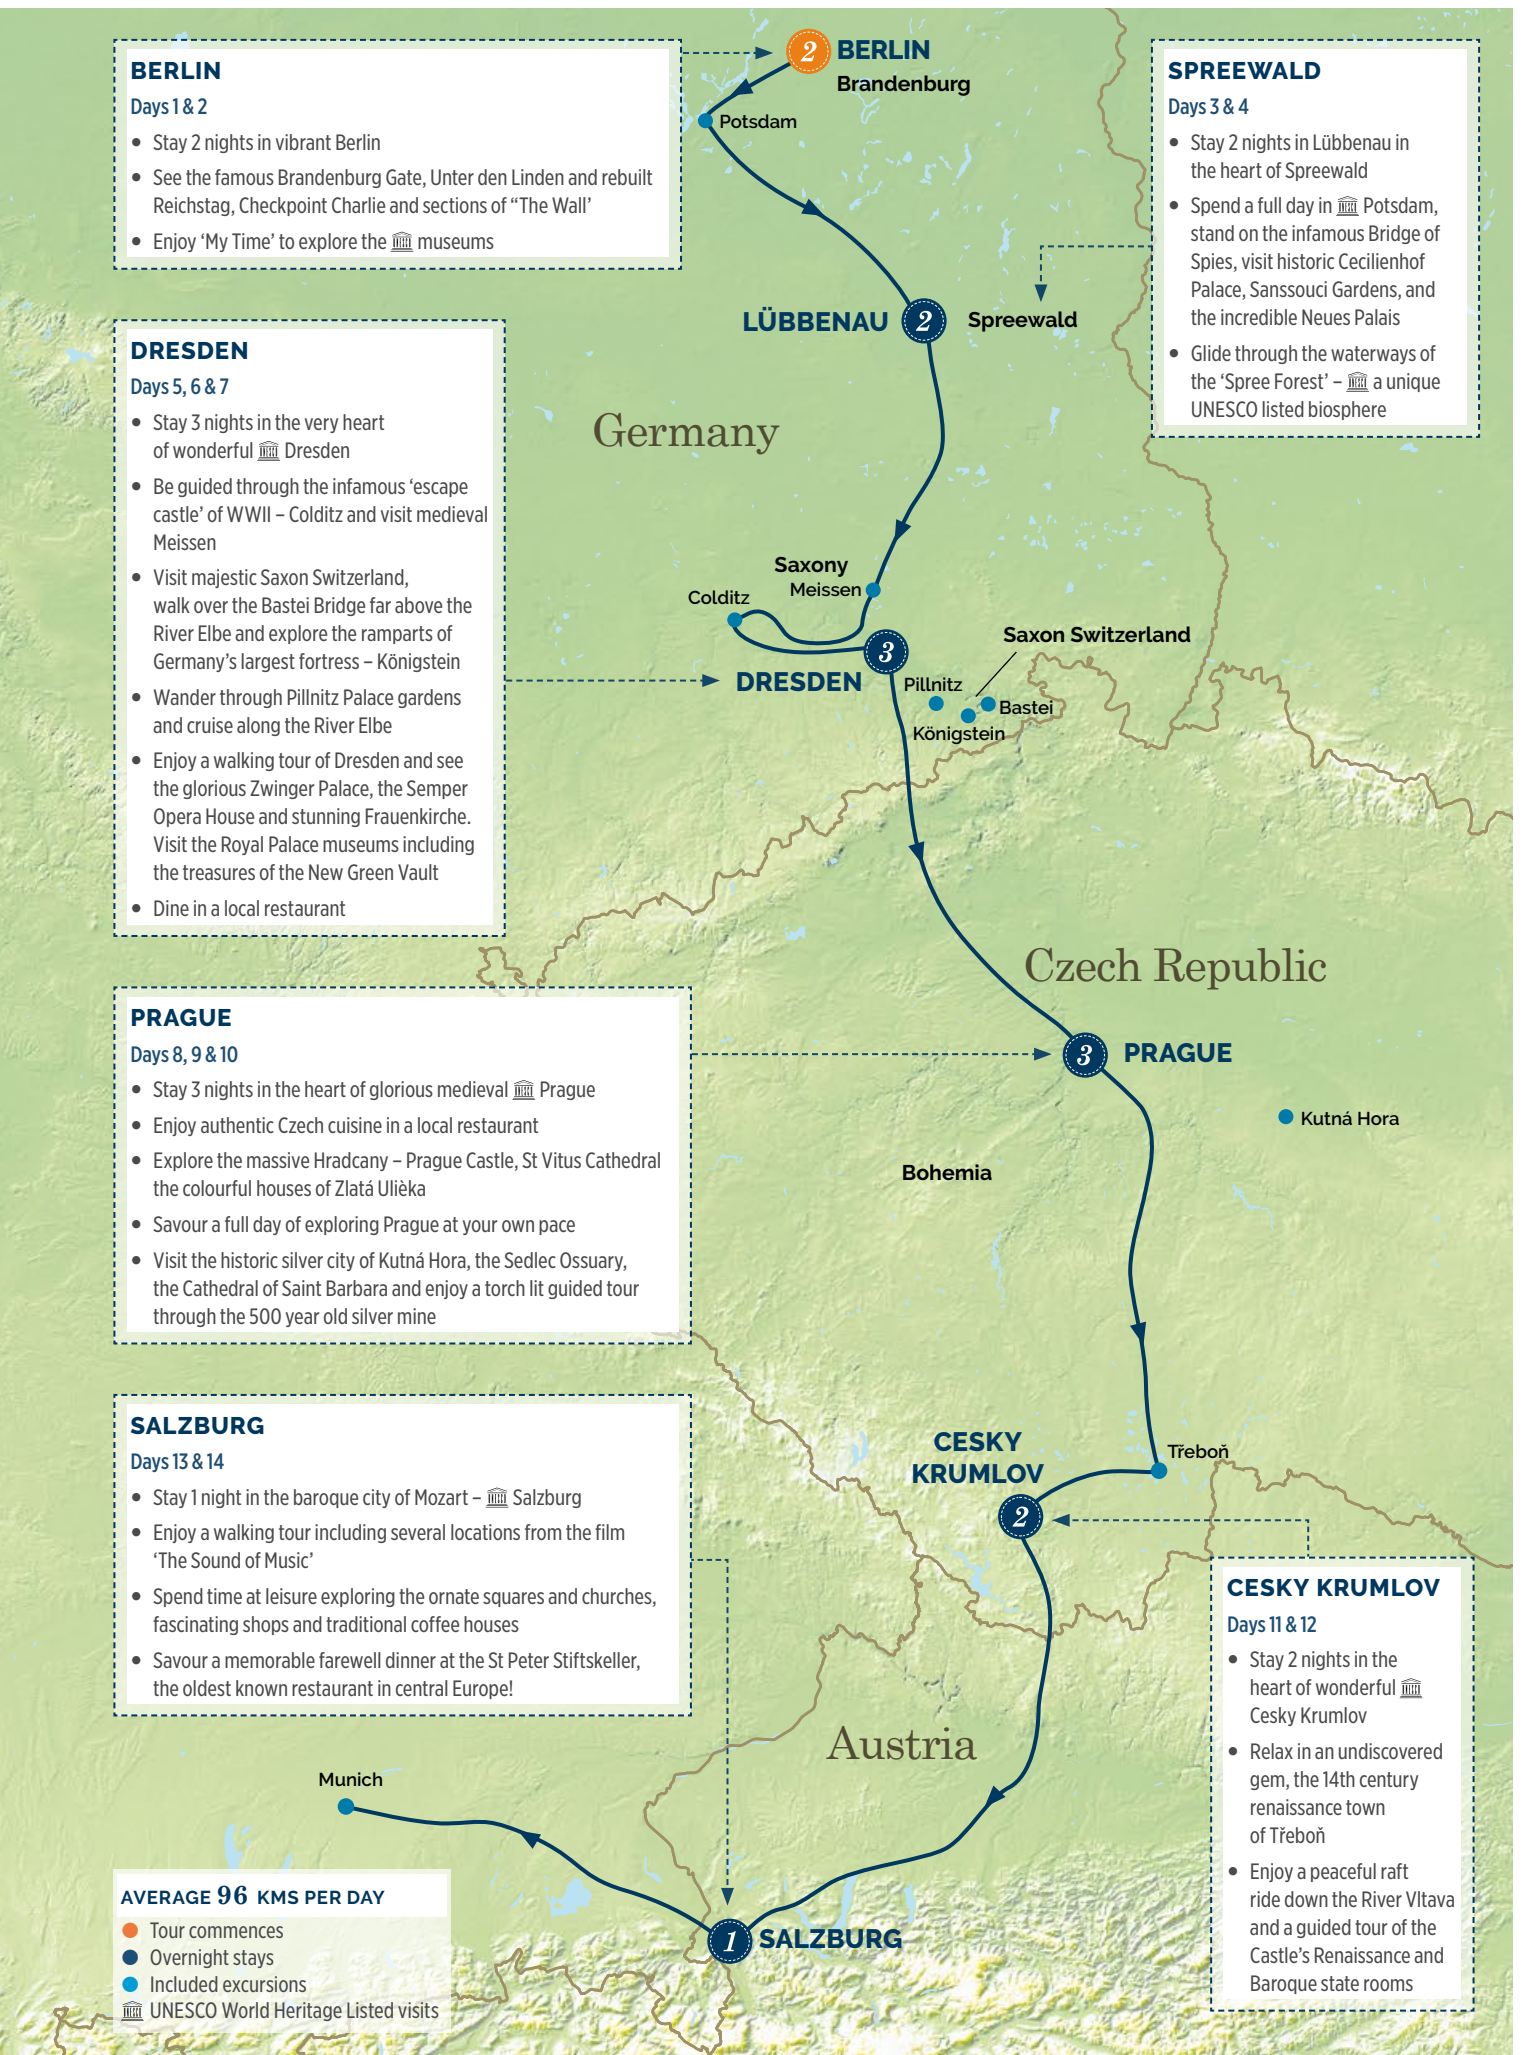 BERLIN
Days 1 & 2
• Stay 2 nights in vibrant Berlin
• See the famous Brandenburg Gate, Unter den Linden and rebuilt
Reichstag, Checkpoint Charlie and sections of “The Wall’
• Enjoy ‘My Time’ to explore the museums
2 BERLIN
Brandenburg
Potsdam
SPREEWALD
Days 3 & 4
• Stay 2 nights in Lübbenau in
the heart of Spreewald
• Spend a full day in Potsdam,
stand on the infamous Bridge of
Spies, visit historic Cecilienhof
Palace, Sanssouci Gardens, and
the incredible Neues Palais
• Glide through the waterways of
the ‘Spree Forest’ – a unique
UNESCO listed biosphere
LÜBBENAU 2 Spreewald
Germany
DRESDEN
Days 5, 6 & 7
• Stay 3 nights in the very heart
of wonderful Dresden
• Be guided through the infamous ‘escape
castle’ of WWII – Colditz and visit medieval
Meissen
• Visit majestic Saxon Switzerland,
walk over the Bastei Bridge far above the
River Elbe and explore the ramparts of
Germany’s largest fortress – Königstein
• Wander through Pillnitz Palace gardens
and cruise along the River Elbe
• Enjoy a walking tour of Dresden and see
the glorious Zwinger Palace, the Semper
Opera House and stunning Frauenkirche.
Visit the Royal Palace museums including
the treasures of the New Green Vault
• Dine in a local restaurant
Saxony
Meissen
Colditz
3
DRESDEN
Saxon Switzerland
Pillnitz
Bastei
Königstein
Czech Republic
PRAGUE
Days 8, 9 & 10
• Stay 3 nights in the heart of glorious medieval Prague
• Enjoy authentic Czech cuisine in a local restaurant
• Explore the massive Hradcany – Prague Castle, St Vitus Cathedral
the colourful houses of Zlatá Ulièka
• Savour a full day of exploring Prague at your own pace
• Visit the historic silver city of Kutná Hora, the Sedlec Ossuary,
the Cathedral of Saint Barbara and enjoy a torch lit guided tour
through the 500 year old silver mine
3 PRAGUE
Kutná Hora
Bohemia
SALZBURG
Days 13 & 14
• Stay 1 night in the baroque city of Mozart – Salzburg
• Enjoy a walking tour including several locations from the film
‘The Sound of Music’
• Spend time at leisure exploring the ornate squares and churches,
fascinating shops and traditional coffee houses
• Savour a memorable farewell dinner at the St Peter Stiftskeller,
the oldest known restaurant in central Europe!
CESKY
KRUMLOV
2
Třeboň
CESKY KRUMLOV
Days 11 & 12
• Stay 2 nights in the
heart of wonderful
Cesky Krumlov
• Relax in an undiscovered
gem, the 14th century
renaissance town
of Třeboň
• Enjoy a peaceful raft
ride down the River Vltava
and a guided tour of the
Castle’s Renaissance and
Baroque state rooms
Austria
Munich
1 SALZBURG
AVERAGE 96 KMS PER DAY
Tour commences
Overnight stays
Included excursions
UNESCO World Heritage Listed visits